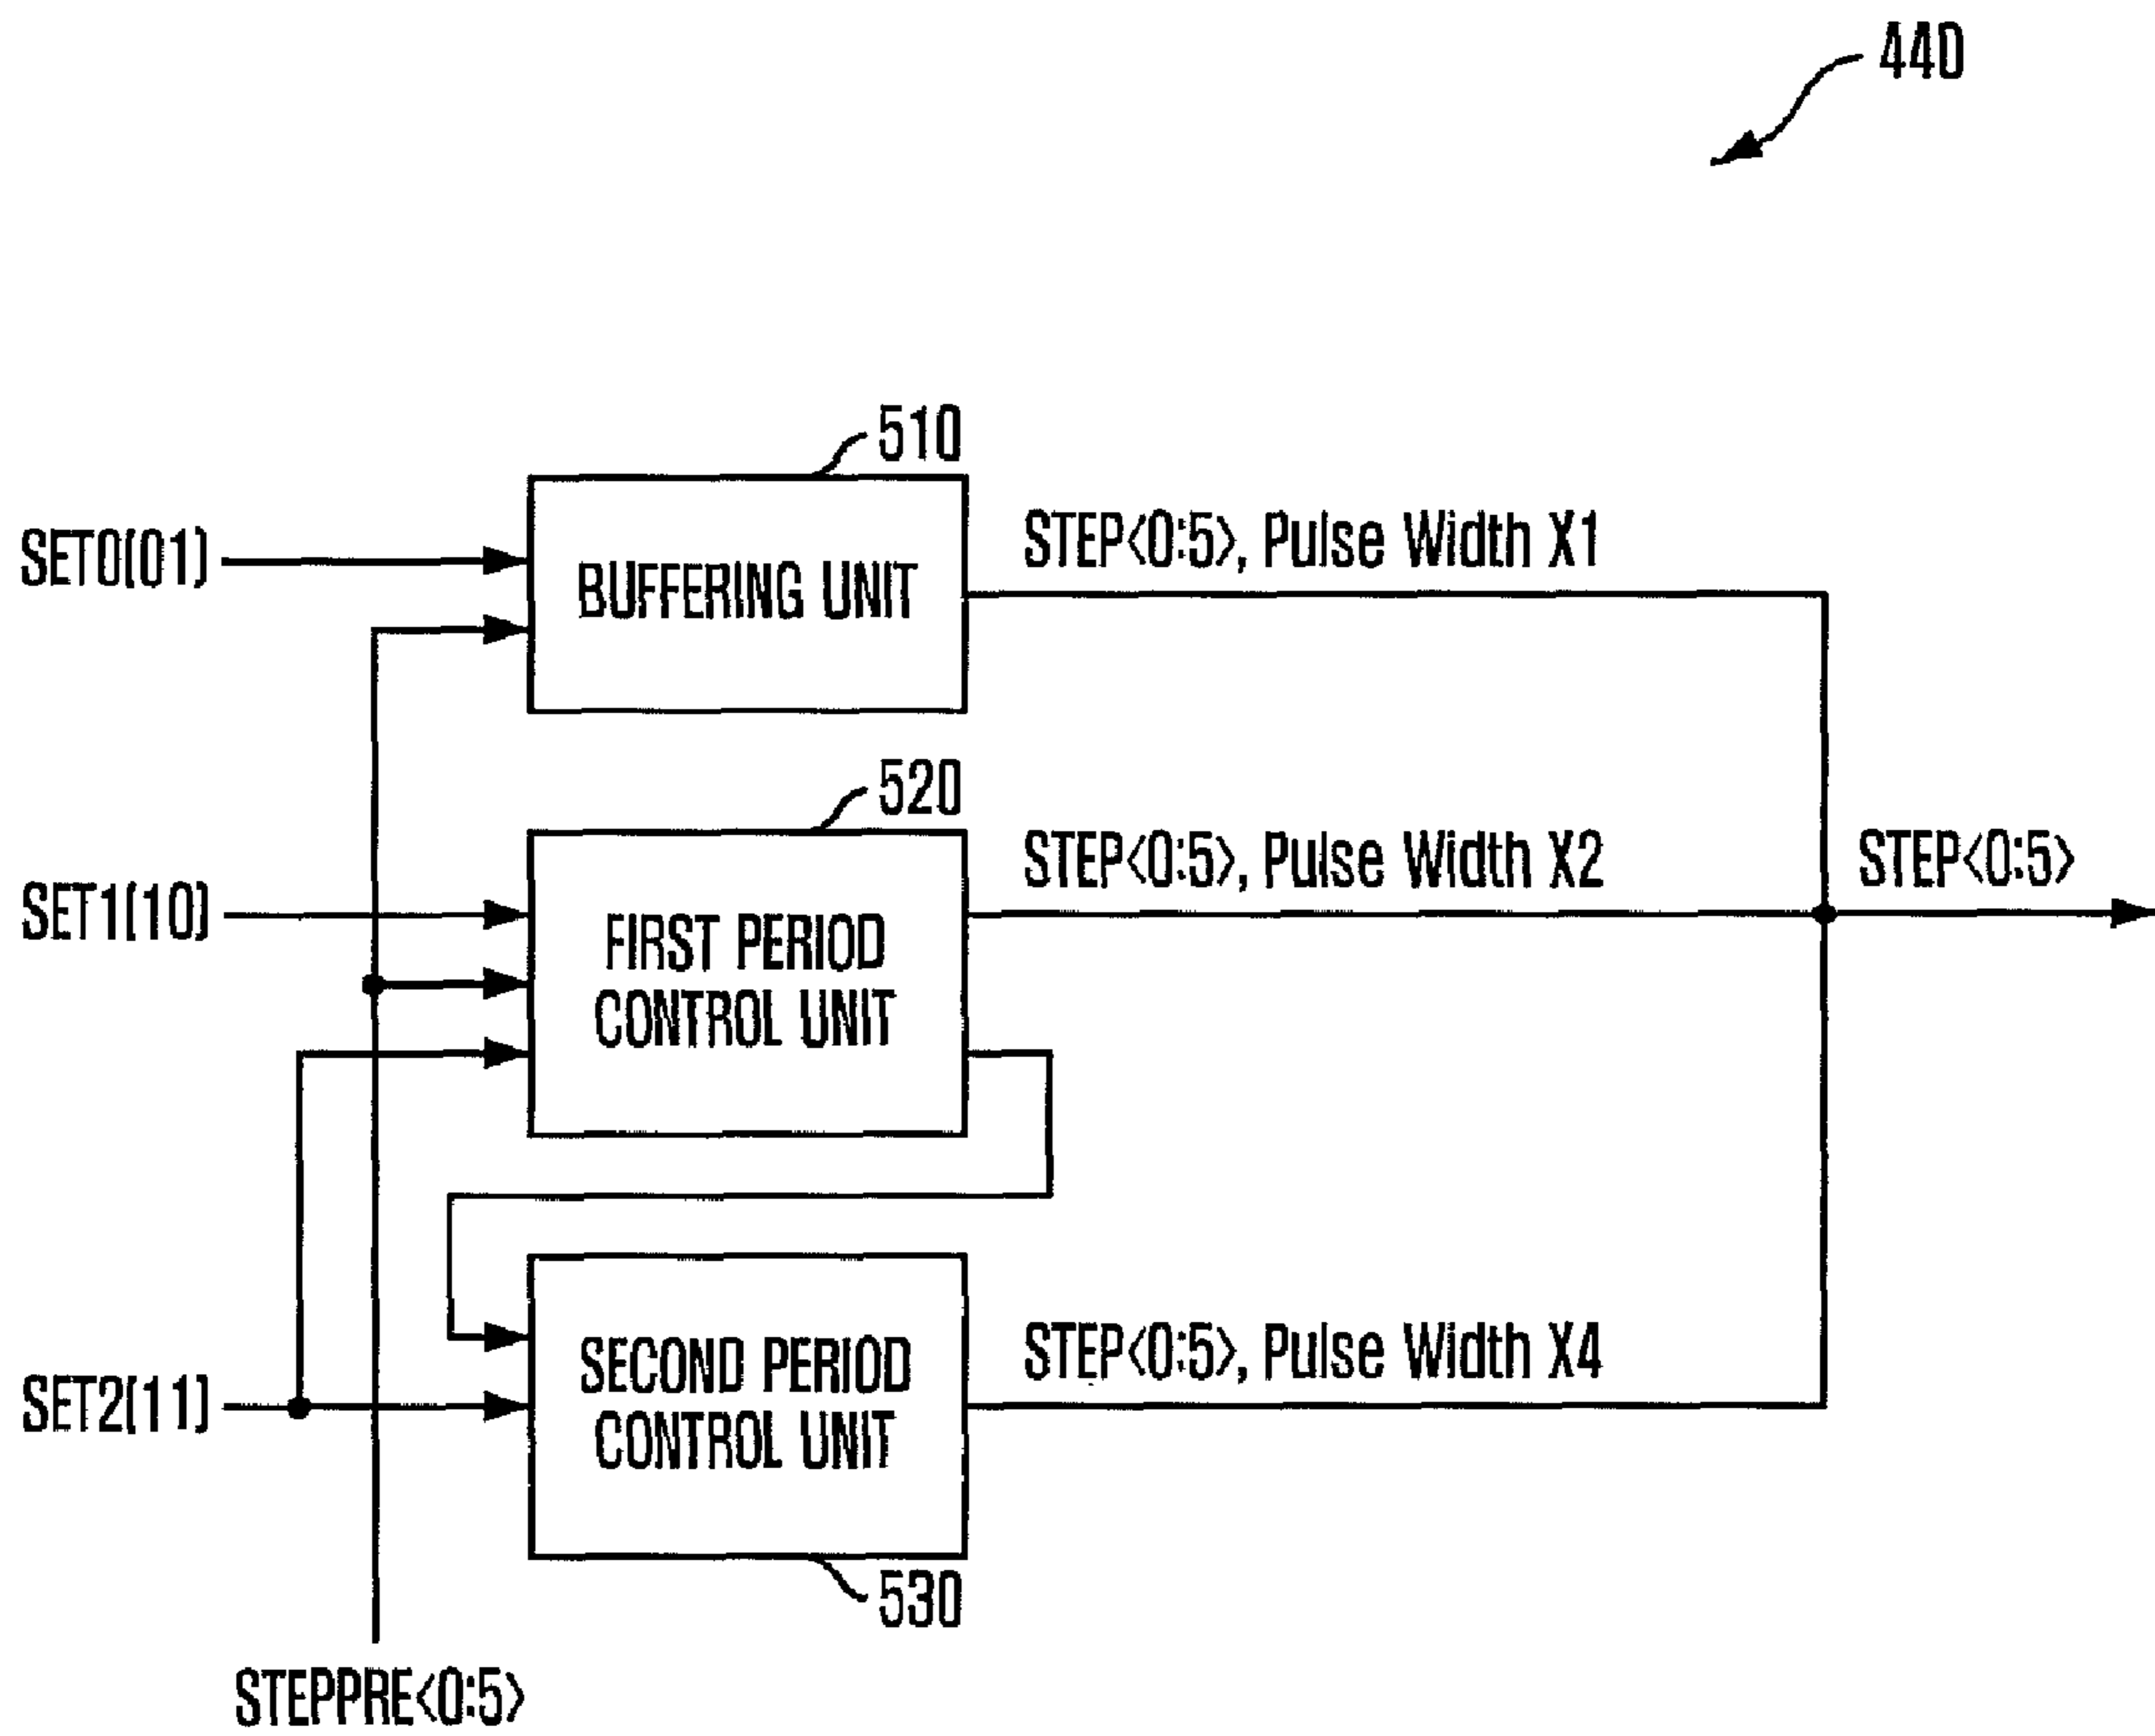 440
510
SET0(01)
BUFFERING UNIT
STEP<0:5>, Pulse Width X1
520
SET1(10)
FIRST PERIOD
CONTROL UNIT
STEP<0:5>, Pulse Width X2
STEP<0:5>
SET2(11)
SECOND PERIOD
CONTROL UNIT
STEP<0:5>, Pulse Width X4
530
STEPPRE<0:5>